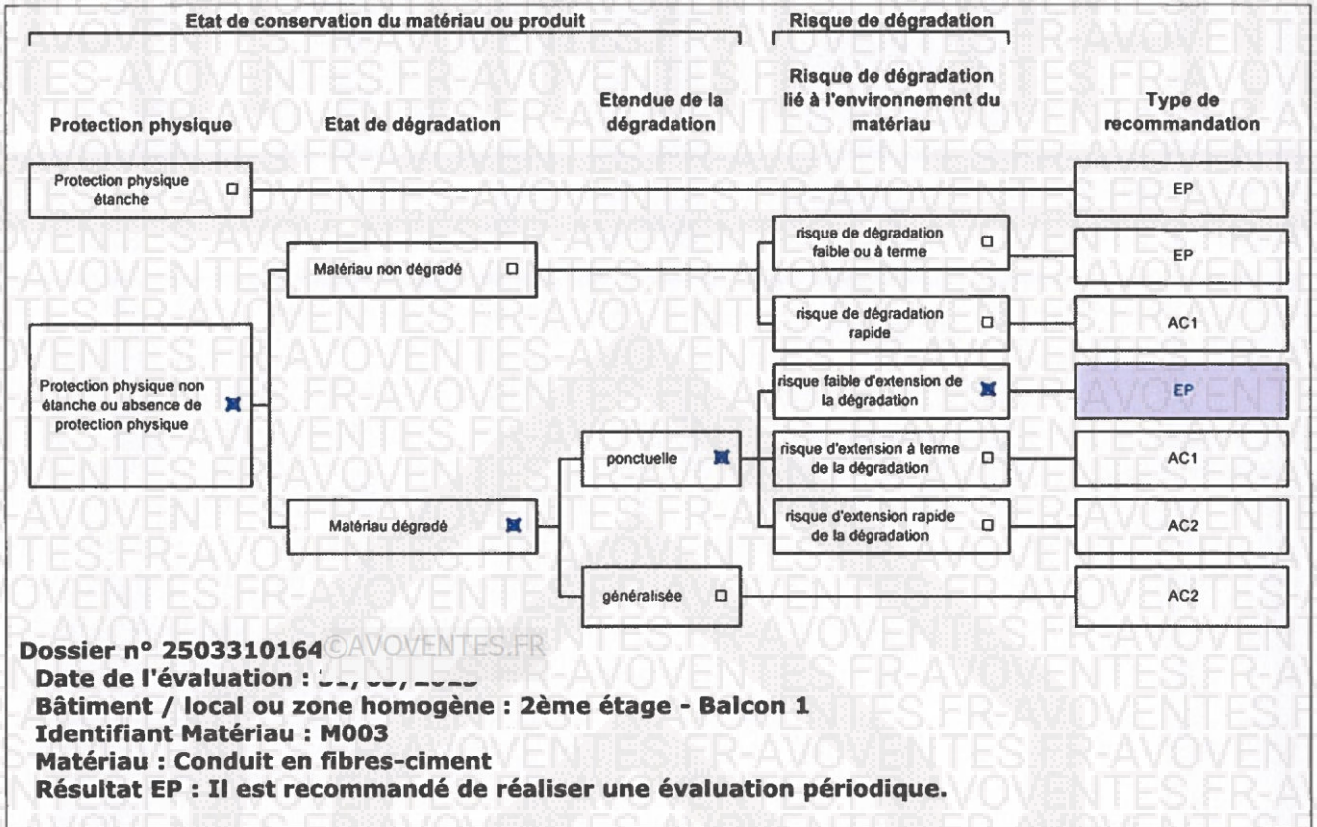 Etat de conservation du matériau ou produit
Risque de dégradation
Protection physique
Etat de dégradation
Etendue de la
dégradation
Risque de dégradation
lié à l'environnement du
matériau
Type de
recommandation
Protection physique
étanche
EP
Matériau non dégradé
risque de dégradation
faible ou à terme
EP
risque de dégradation
rapide
AC1
Protection physique non
étanche ou absence de
protection physique
risque faible d'extension de
la dégradation
EP
ponctuelle
risque d'extension à terme
de la dégradation
AC1
Matériau dégradé
risque d'extension rapide
de la dégradation
AC2
généralisée
AC2
Dossier n° 2503310164
©AVOVENTES.FR
Date de l'évaluation :
Bâtiment / local ou zone homogène : 2ème étage - Balcon 1
Identifiant Matériau : M003
Matériau : Conduit en fibres-ciment
Résultat EP : Il est recommandé de réaliser une évaluation périodique.